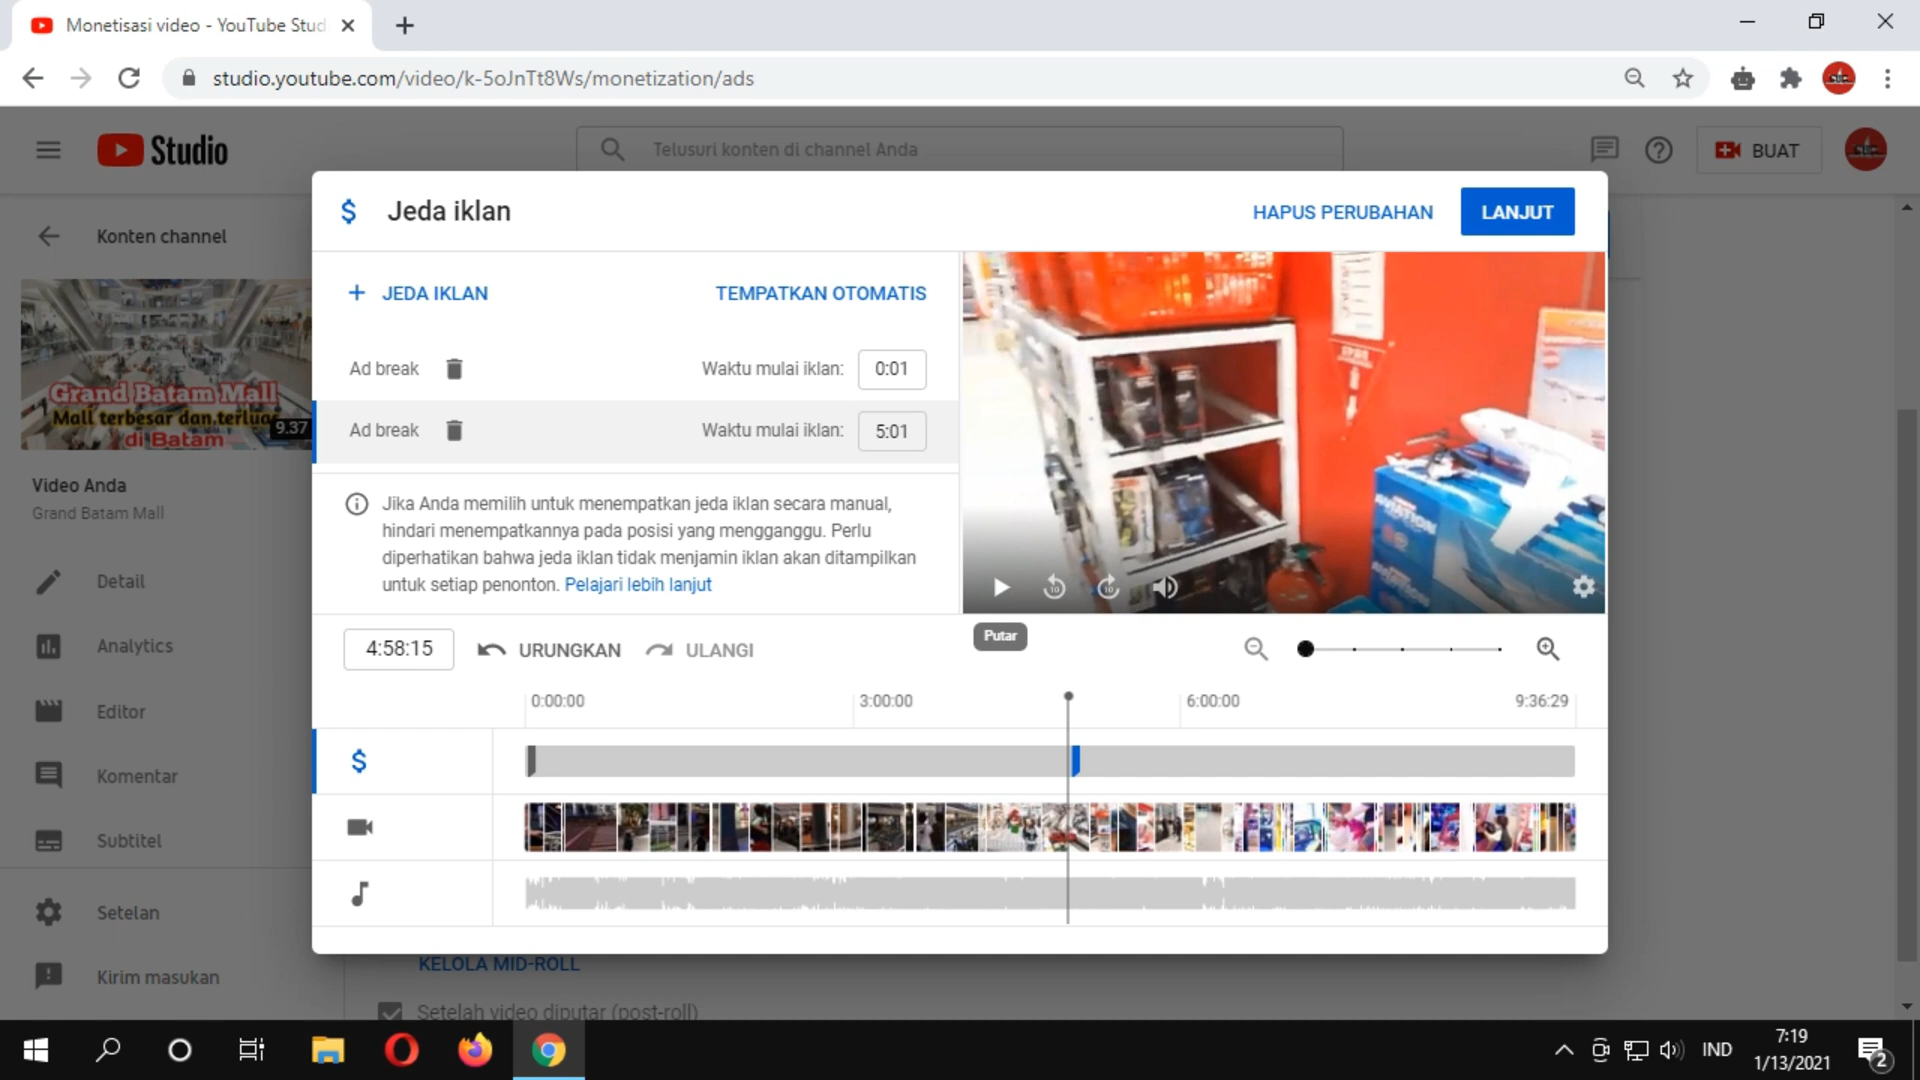 Monetisasi video - YouTube Stud
studio.youtube.com/video/k-5oJnTt8Ws/monetization/ads
Studio
Telusuri konten di channel Anda
BUAT
Konten channel
Grand Batam Mall
Mall terbesar dan terluas
di Batam
9.37
Video Anda
Grand Batam Mall
Detail
Analytics
Editor
Komentar
Subtitel
Setelan
Kirim masukan
Jeda iklan
HAPUS PERUBAHAN
LANJUT
JEDA IKLAN
TEMPATKAN OTOMATIS
Ad break
Waktu mulai iklan:
0:01
Ad break
Waktu mulai iklan:
5:01
Jika Anda memilih untuk menempatkan jeda iklan secara manual,
hindari menempatkannya pada posisi yang mengganggu. Perlu
diperhatikan bahwa jeda iklan tidak menjamin iklan akan ditampilkan
untuk setiap penonton. Pelajari lebih lanjut
AVIATION
10
10
Putar
4:58:15
URUNGKAN
ULANGI
0:00:00
3:00:00
6:00:00
9:36:29
KELOLA MID-ROLL
Setelah video diputar (post-roll)
IND
7:19
1/13/2021
2